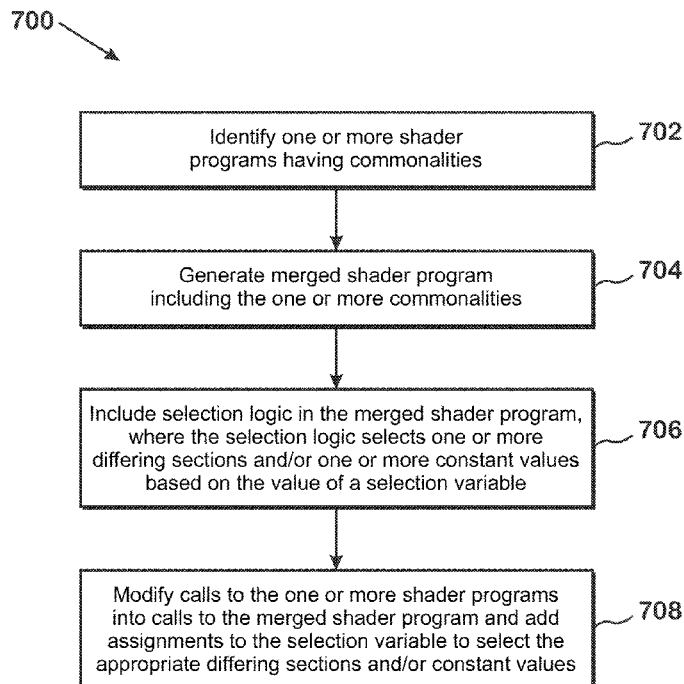 700
Identify one or more shader
programs having commonalities
702
Generate merged shader program
including the one or more commonalities
704
Include selection logic in the merged shader program,
where the selection logic selects one or more
differing sections and/or one or more constant values
based on the value of a selection variable
706
Modify calls to the one or more shader programs
into calls to the merged shader program and add
assignments to the selection variable to select the
appropriate differing sections and/or constant values
708